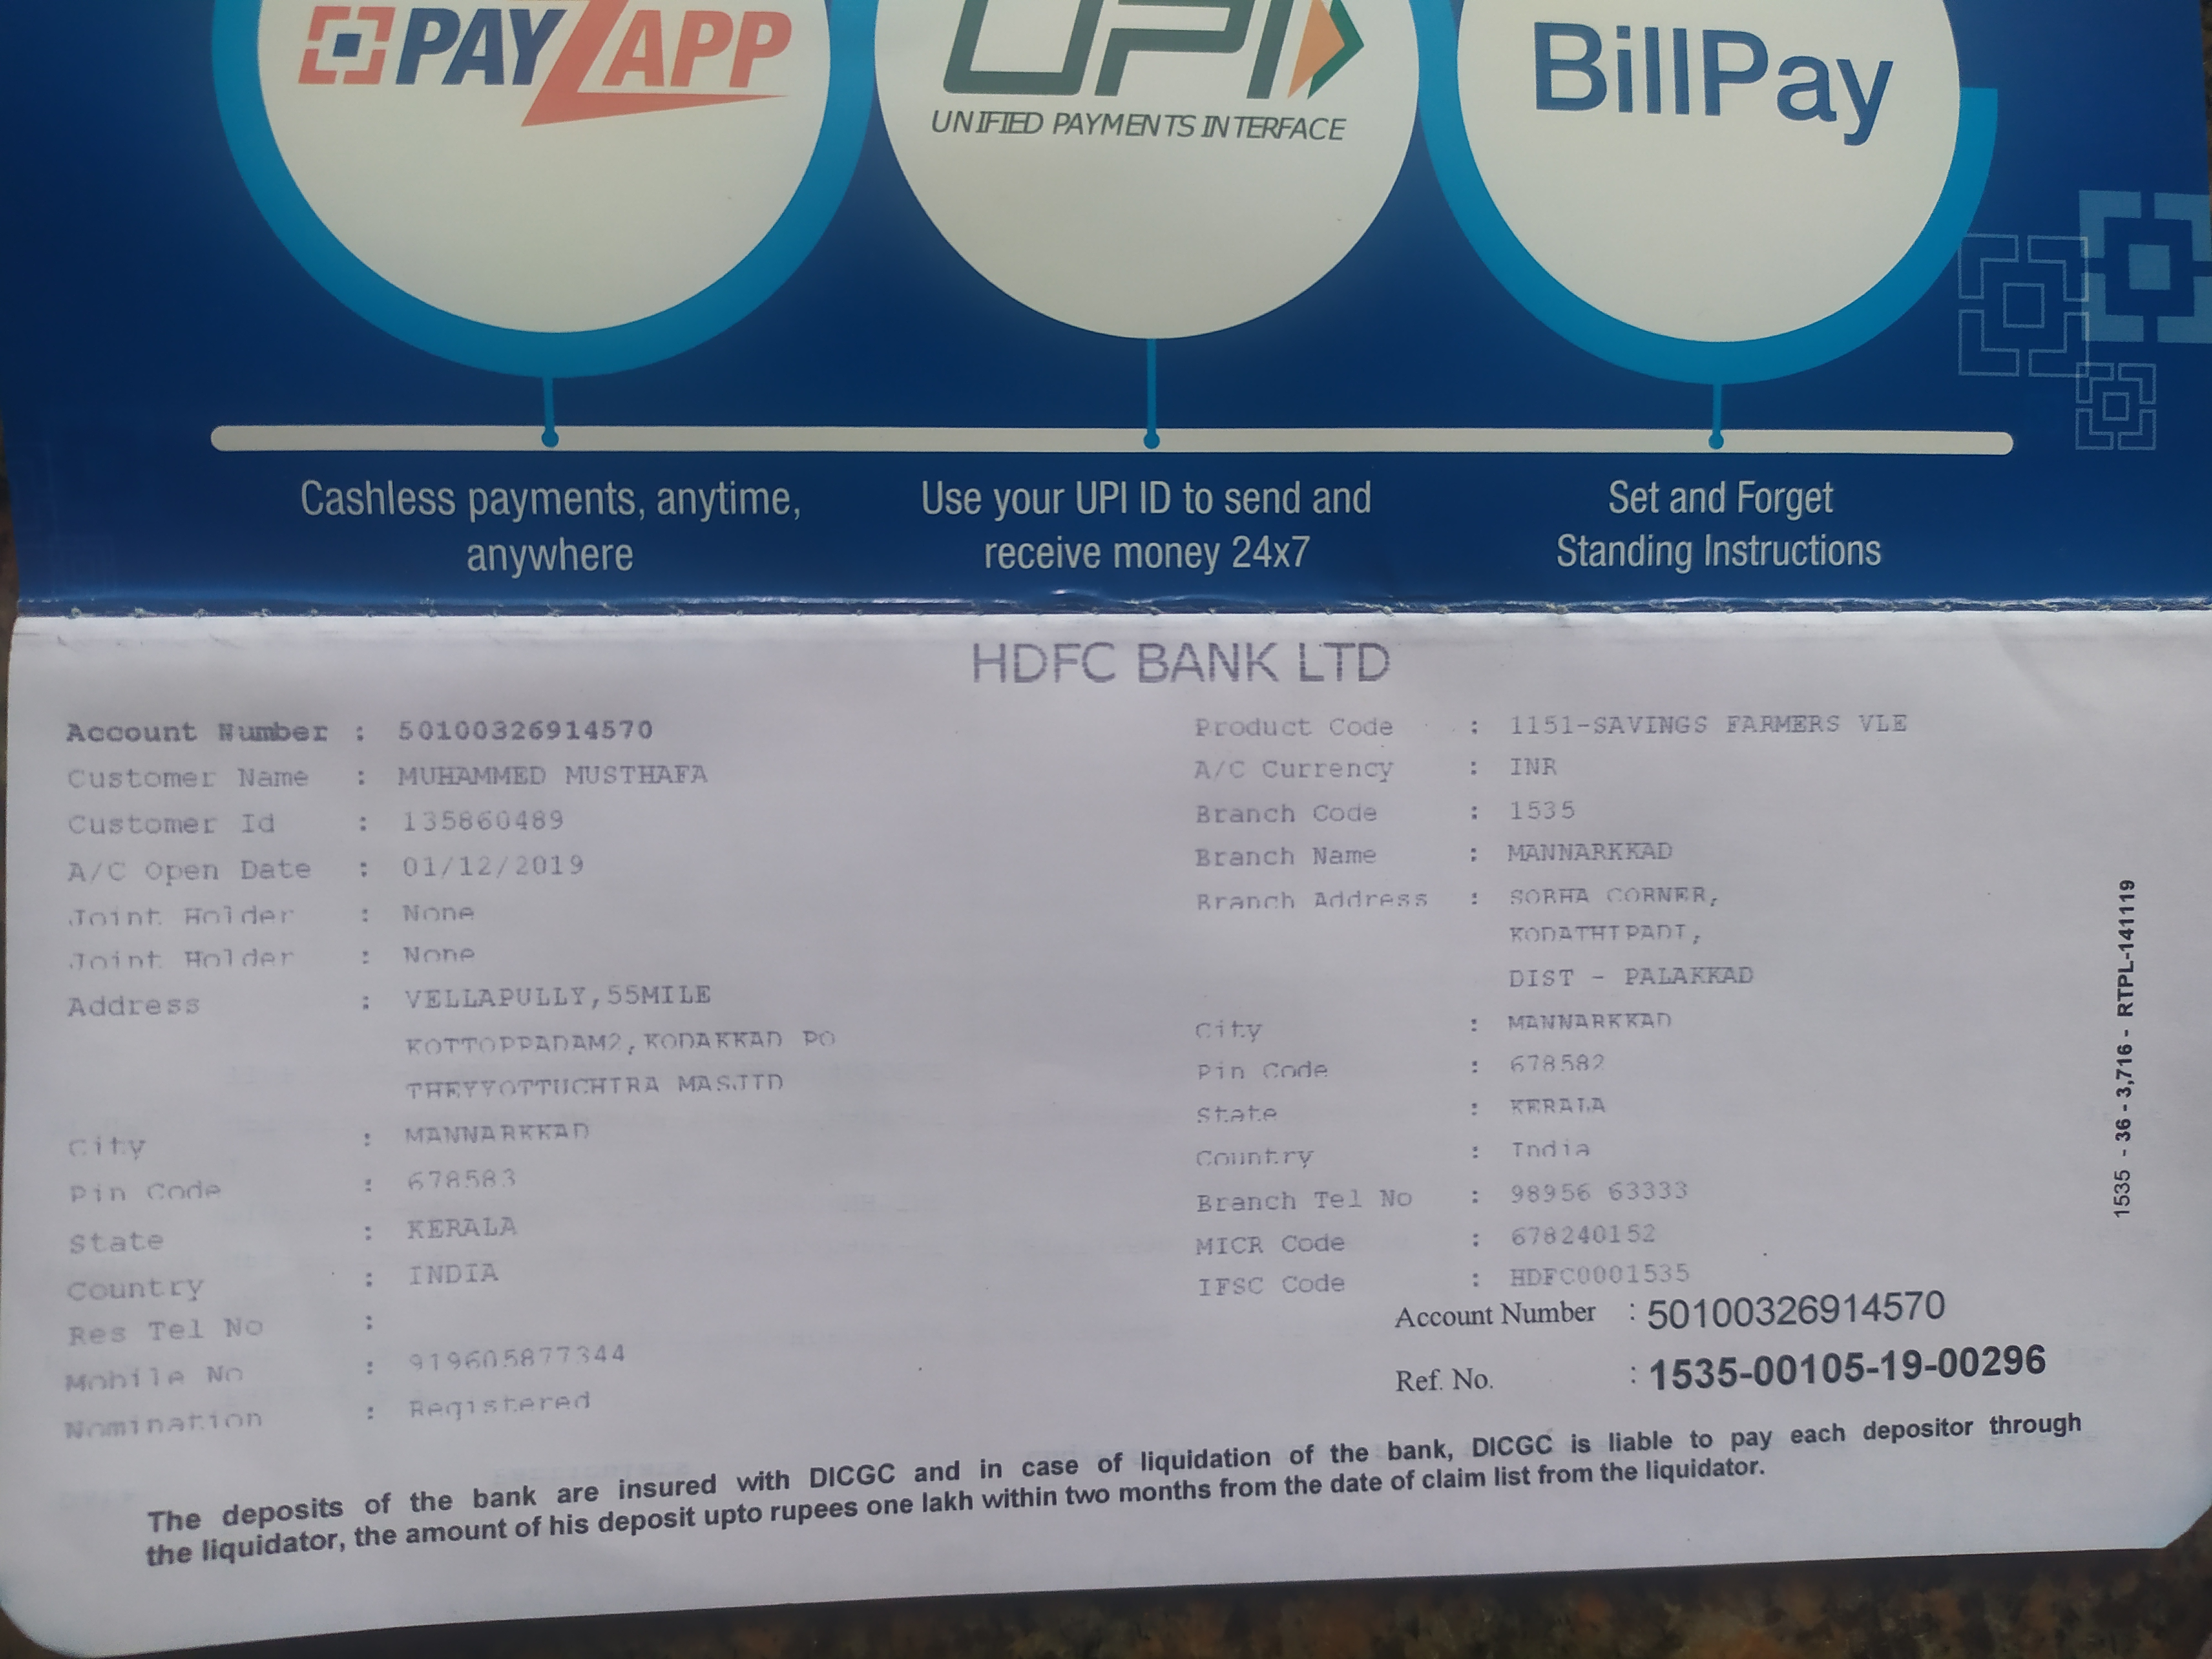 PAYZAPP
Cashless payments, anytime,
anywhere
UPI
UNIFIED PAYMENTS INTERFACE
Use your UPI ID to send and
receive money 24x7
BillPay
Set and Forget
Standing Instructions
HDFC BANK LTD
Account Number : 50100326914570
Customer Name : MUHAMMED MUSTHAFA
Customer Id : 135860489
A/C Open Date : 01/12/2019
Joint Holder : None
Joint Holder : None
Address : VELLAPULLY,55MILE
KOTTOPPADAM2,KODAKKAD PO
THEYYOTTUCHIRA MASJID
City : MANNARKKAD
Pin Code : 678583
State : KERALA
Country : INDIA
Res Tel No :
Mobile No : 919605877344
Nomination : Registered
Product Code : 1151-SAVINGS FARMERS VLE
A/C Currency : INR
Branch Code : 1535
Branch Name : MANNARKKAD
Branch Address : SORHA CORNER,
KODATHIPADI,
DIST - PALAKKAD
City : MANNARKKAD
Pin Code : 678582
State : KERALA
Country : India
Branch Tel No : 98956 63333
MICR Code : 678240152
IFSC Code : HDFC0001535
Account Number : 50100326914570
Ref. No. : 1535-00105-19-00296
The deposits of the bank are insured with DICGC and in case of liquidation of the bank, DICGC is liable to pay each depositor through
the liquidator, the amount of his deposit upto rupees one lakh within two months from the date of claim list from the liquidator.
1535 - 36 - 3,716 - RTPL-141119